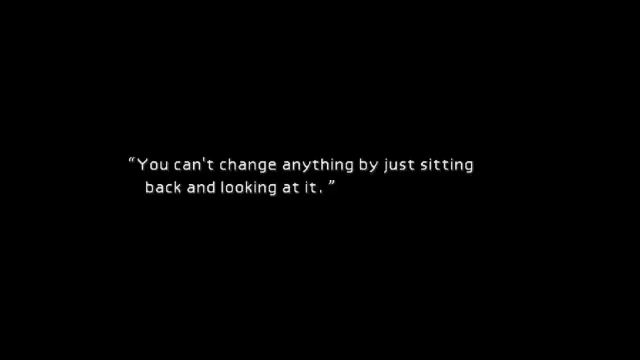 “You can't change anything by just sitting
back and looking at it. ”